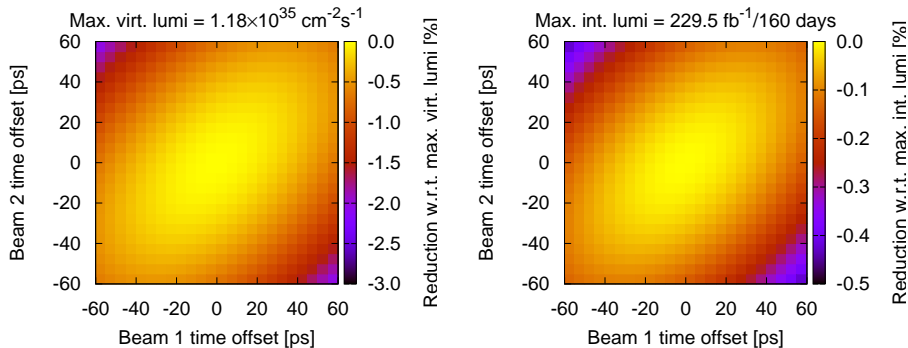 Max. virt. lumi = 1.18×10³⁵ cm⁻²s⁻¹
60
40
20
0
-20
-40
-60
-60 -40 -20 0 20 40 60
Beam 1 time offset [ps]
Beam 2 time offset [ps]
0.0
-0.5
-1.0
-1.5
-2.0
-2.5
-3.0
Reduction w.r.t. max. virt. lumi [%]
Max. int. lumi = 229.5 fb⁻¹/160 days
60
40
20
0
-20
-40
-60
-60 -40 -20 0 20 40 60
Beam 1 time offset [ps]
Beam 2 time offset [ps]
0.0
-0.1
-0.2
-0.3
-0.4
-0.5
Reduction w.r.t. max. int. lumi [%]